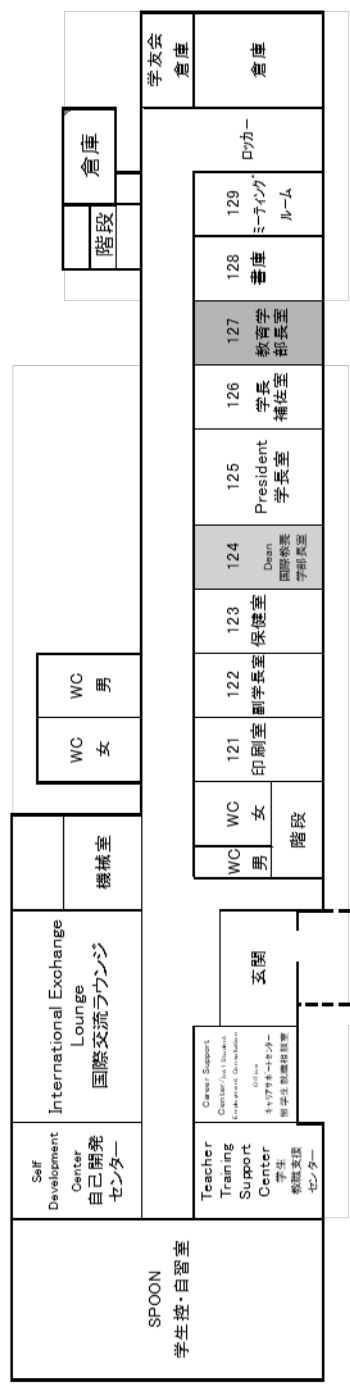 学友会
倉庫
倉庫
倉庫
階段
ロッカー
129
ミーティング
ルーム
128
書庫
127
教育学
部長室
126
学長
補佐室
125
President
学長室
124
Dean
国際教養
学部長室
123
保健室
122
副学長室
121
印刷室
WC
男
WC
女
WC
女
WC
男
階段
機械室
玄関
International Exchange
Lounge
国際交流ラウンジ
Career Support
Center/Int'l Student
Employment Consultation
Office
キャリアサポートセンター
留学生就職相談室
Self
Development
Center
自己開発
センター
Teacher
Training
Support
Center
学生
教職支援
センター
SPOON
学生控・自習室